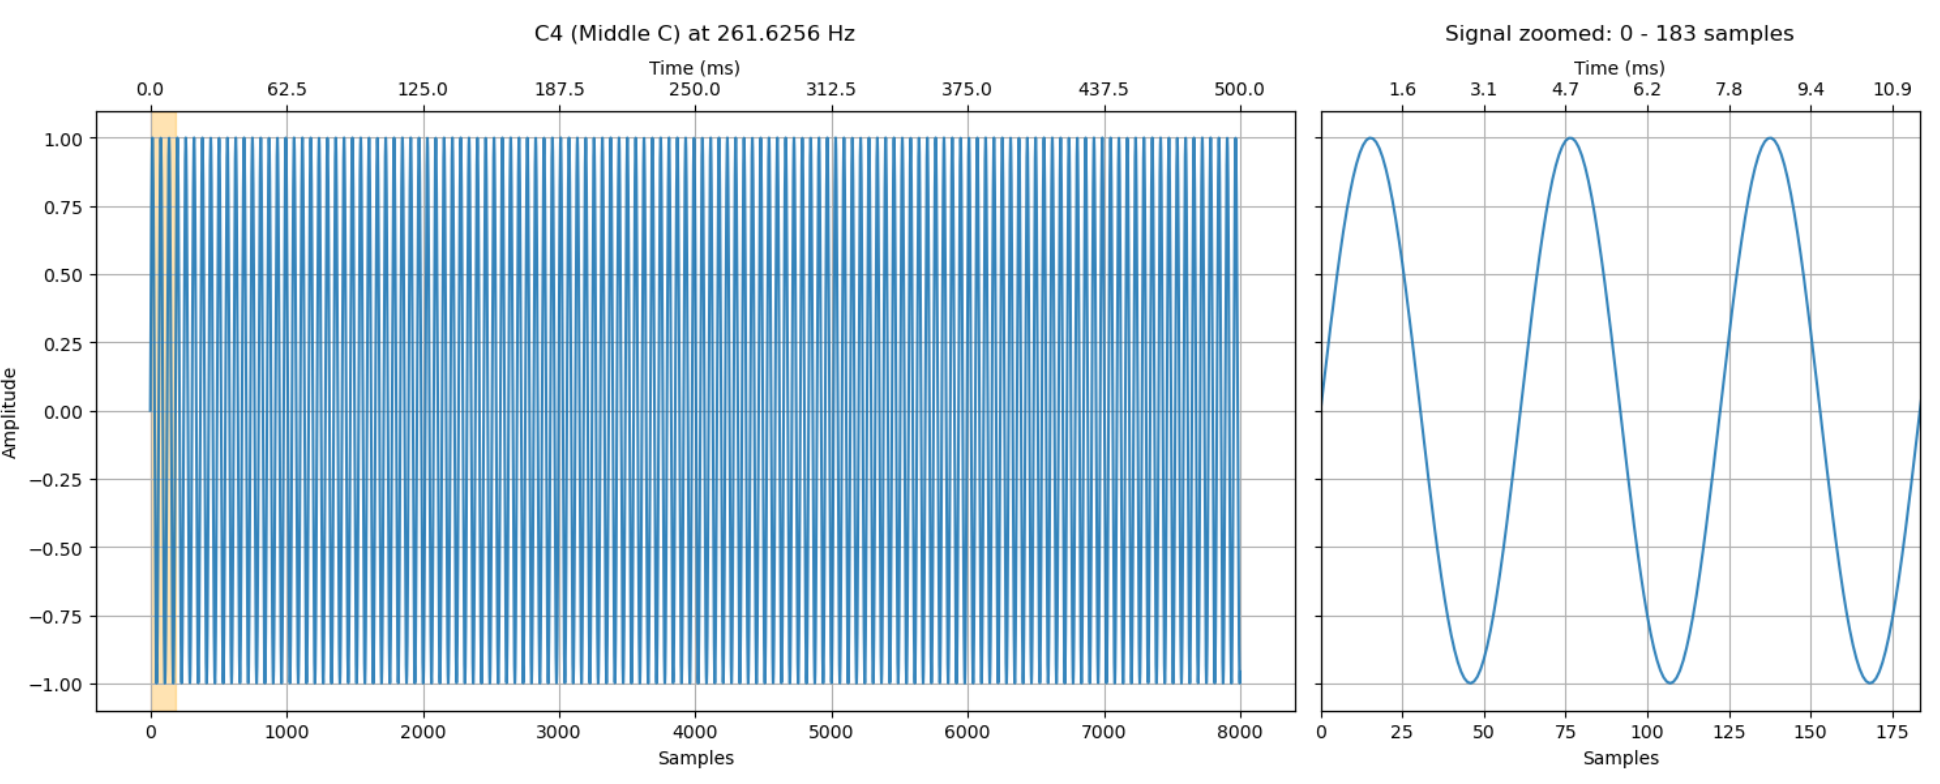 C4 (Middle C) at 261.6256 Hz
Time (ms)
0.0 62.5 125.0 187.5 250.0 312.5 375.0 437.5 500.0
Amplitude
1.00
0.75
0.50
0.25
0.00
−0.25
−0.50
−0.75
−1.00
0 1000 2000 3000 4000 5000 6000 7000 8000
Samples
Signal zoomed: 0 - 183 samples
Time (ms)
1.6 3.1 4.7 6.2 7.8 9.4 10.9
0 25 50 75 100 125 150 175
Samples